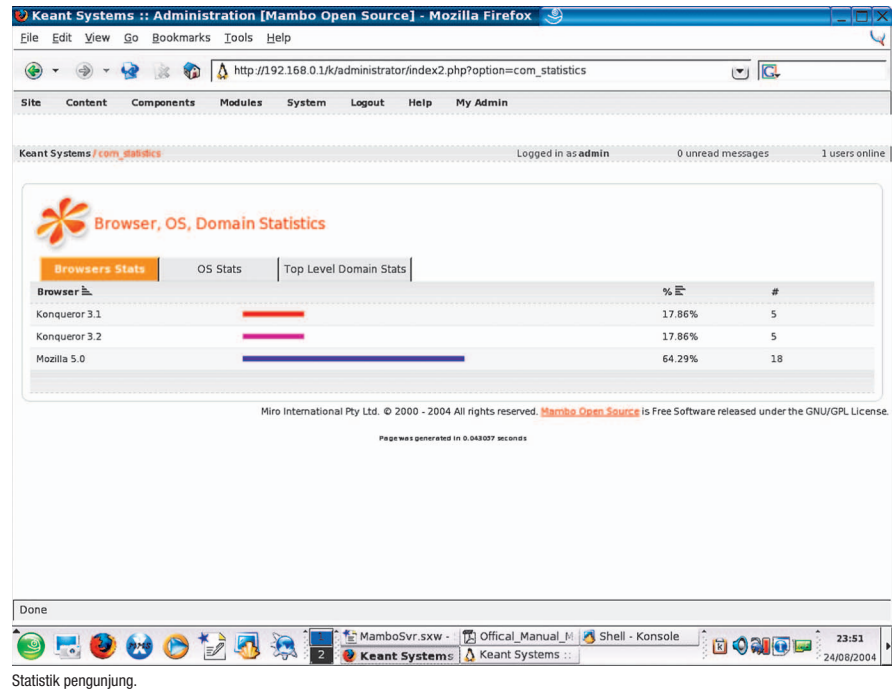 Keant Systems :: Administration [Mambo Open Source] - Mozilla Firefox
File Edit View Go Bookmarks Tools Help
http://192.168.0.1/k/administrator/index2.php?option=com_statistics
Site Content Components Modules System Logout Help My Admin
Keant Systems / com_statistics Logged in as admin 0 unread messages 1 users online
Browser, OS, Domain Statistics
Browsers Stats OS Stats Top Level Domain Stats
Browser % #
Konqueror 3.1 17.86% 5
Konqueror 3.2 17.86% 5
Mozilla 5.0 64.29% 18
Miro International Pty Ltd. © 2000 - 2004 All rights reserved. Mambo Open Source is Free Software released under the GNU/GPL License.
Page was generated in 0.043057 seconds
Done
1 MamboSvr.sxw - Offical_Manual_M Shell - Konsole 23:51
2 Keant Systems Keant Systems :: 24/08/2004
Statistik pengunjung.